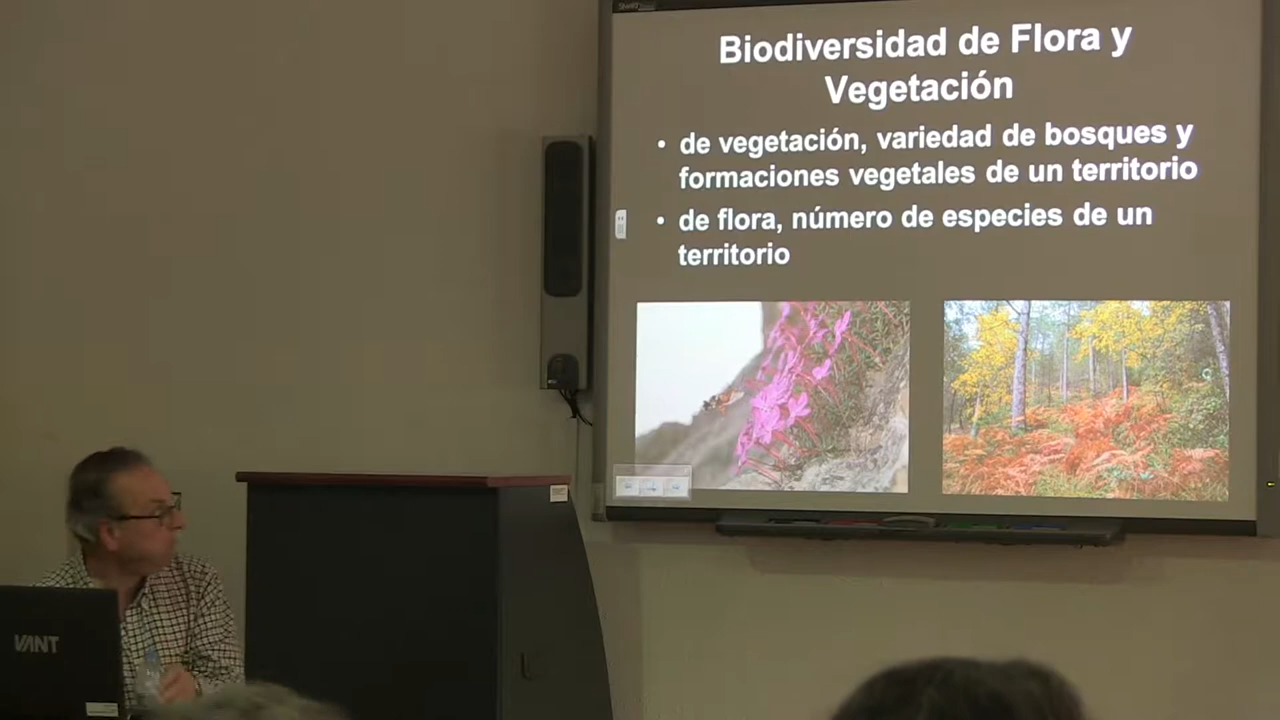 Biodiversidad de Flora y
Vegetación
• de vegetación, variedad de bosques y
formaciones vegetales de un territorio
• de flora, número de especies de un
territorio
VANT